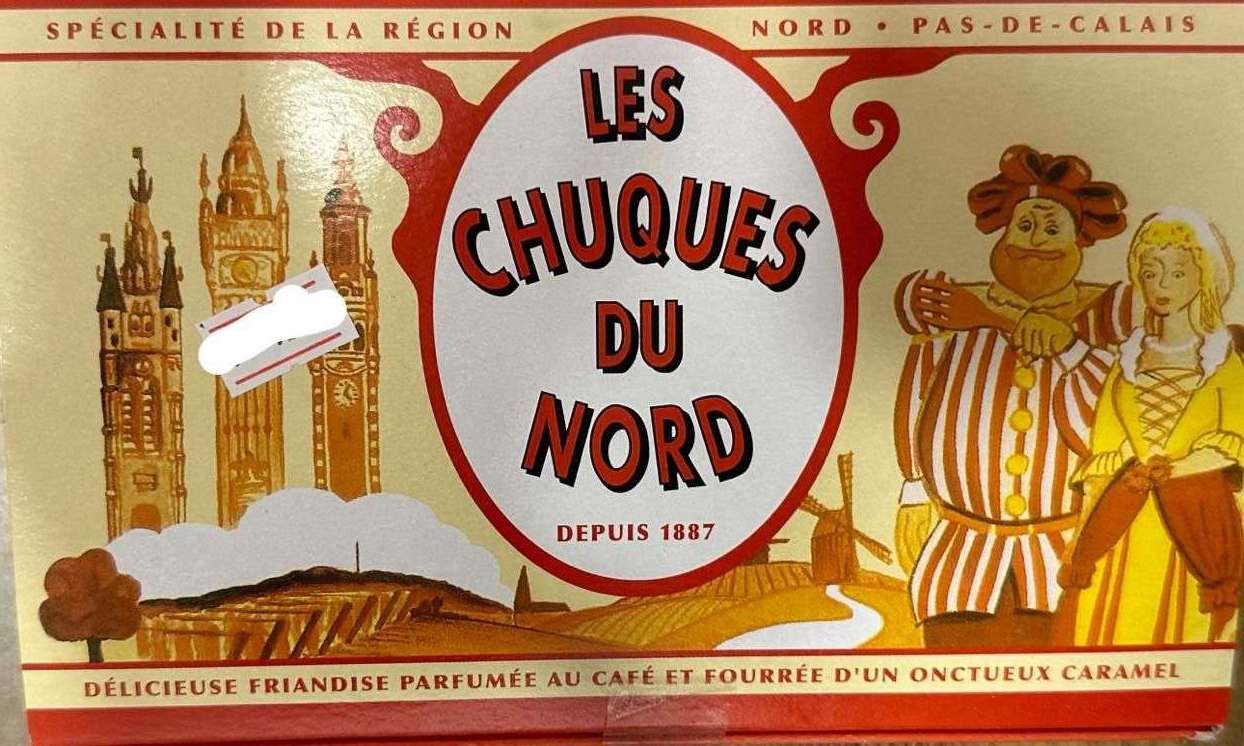 SPÉCIALITÉ DE LA RÉGION NORD • PAS-DE-CALAIS
LES
CHUQUES
DU
NORD
DEPUIS 1887
DÉLICIEUSE FRIANDISE PARFUMÉE AU CAFÉ ET FOURRÉE D'UN ONCTUEUX CARAMEL